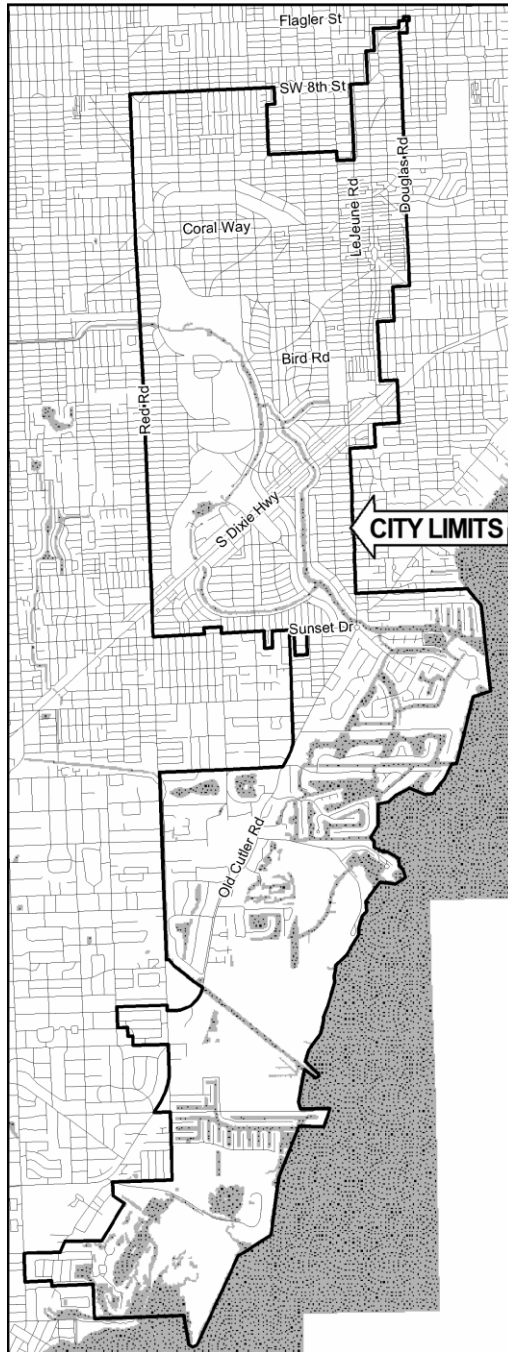 Flagler St
SW 8th St
Douglas Rd
LeJeune Rd
Coral Way
Bird Rd
Red Rd
S Dixie Hwy
CITY LIMITS
Sunset Dr
Old Cutler Rd